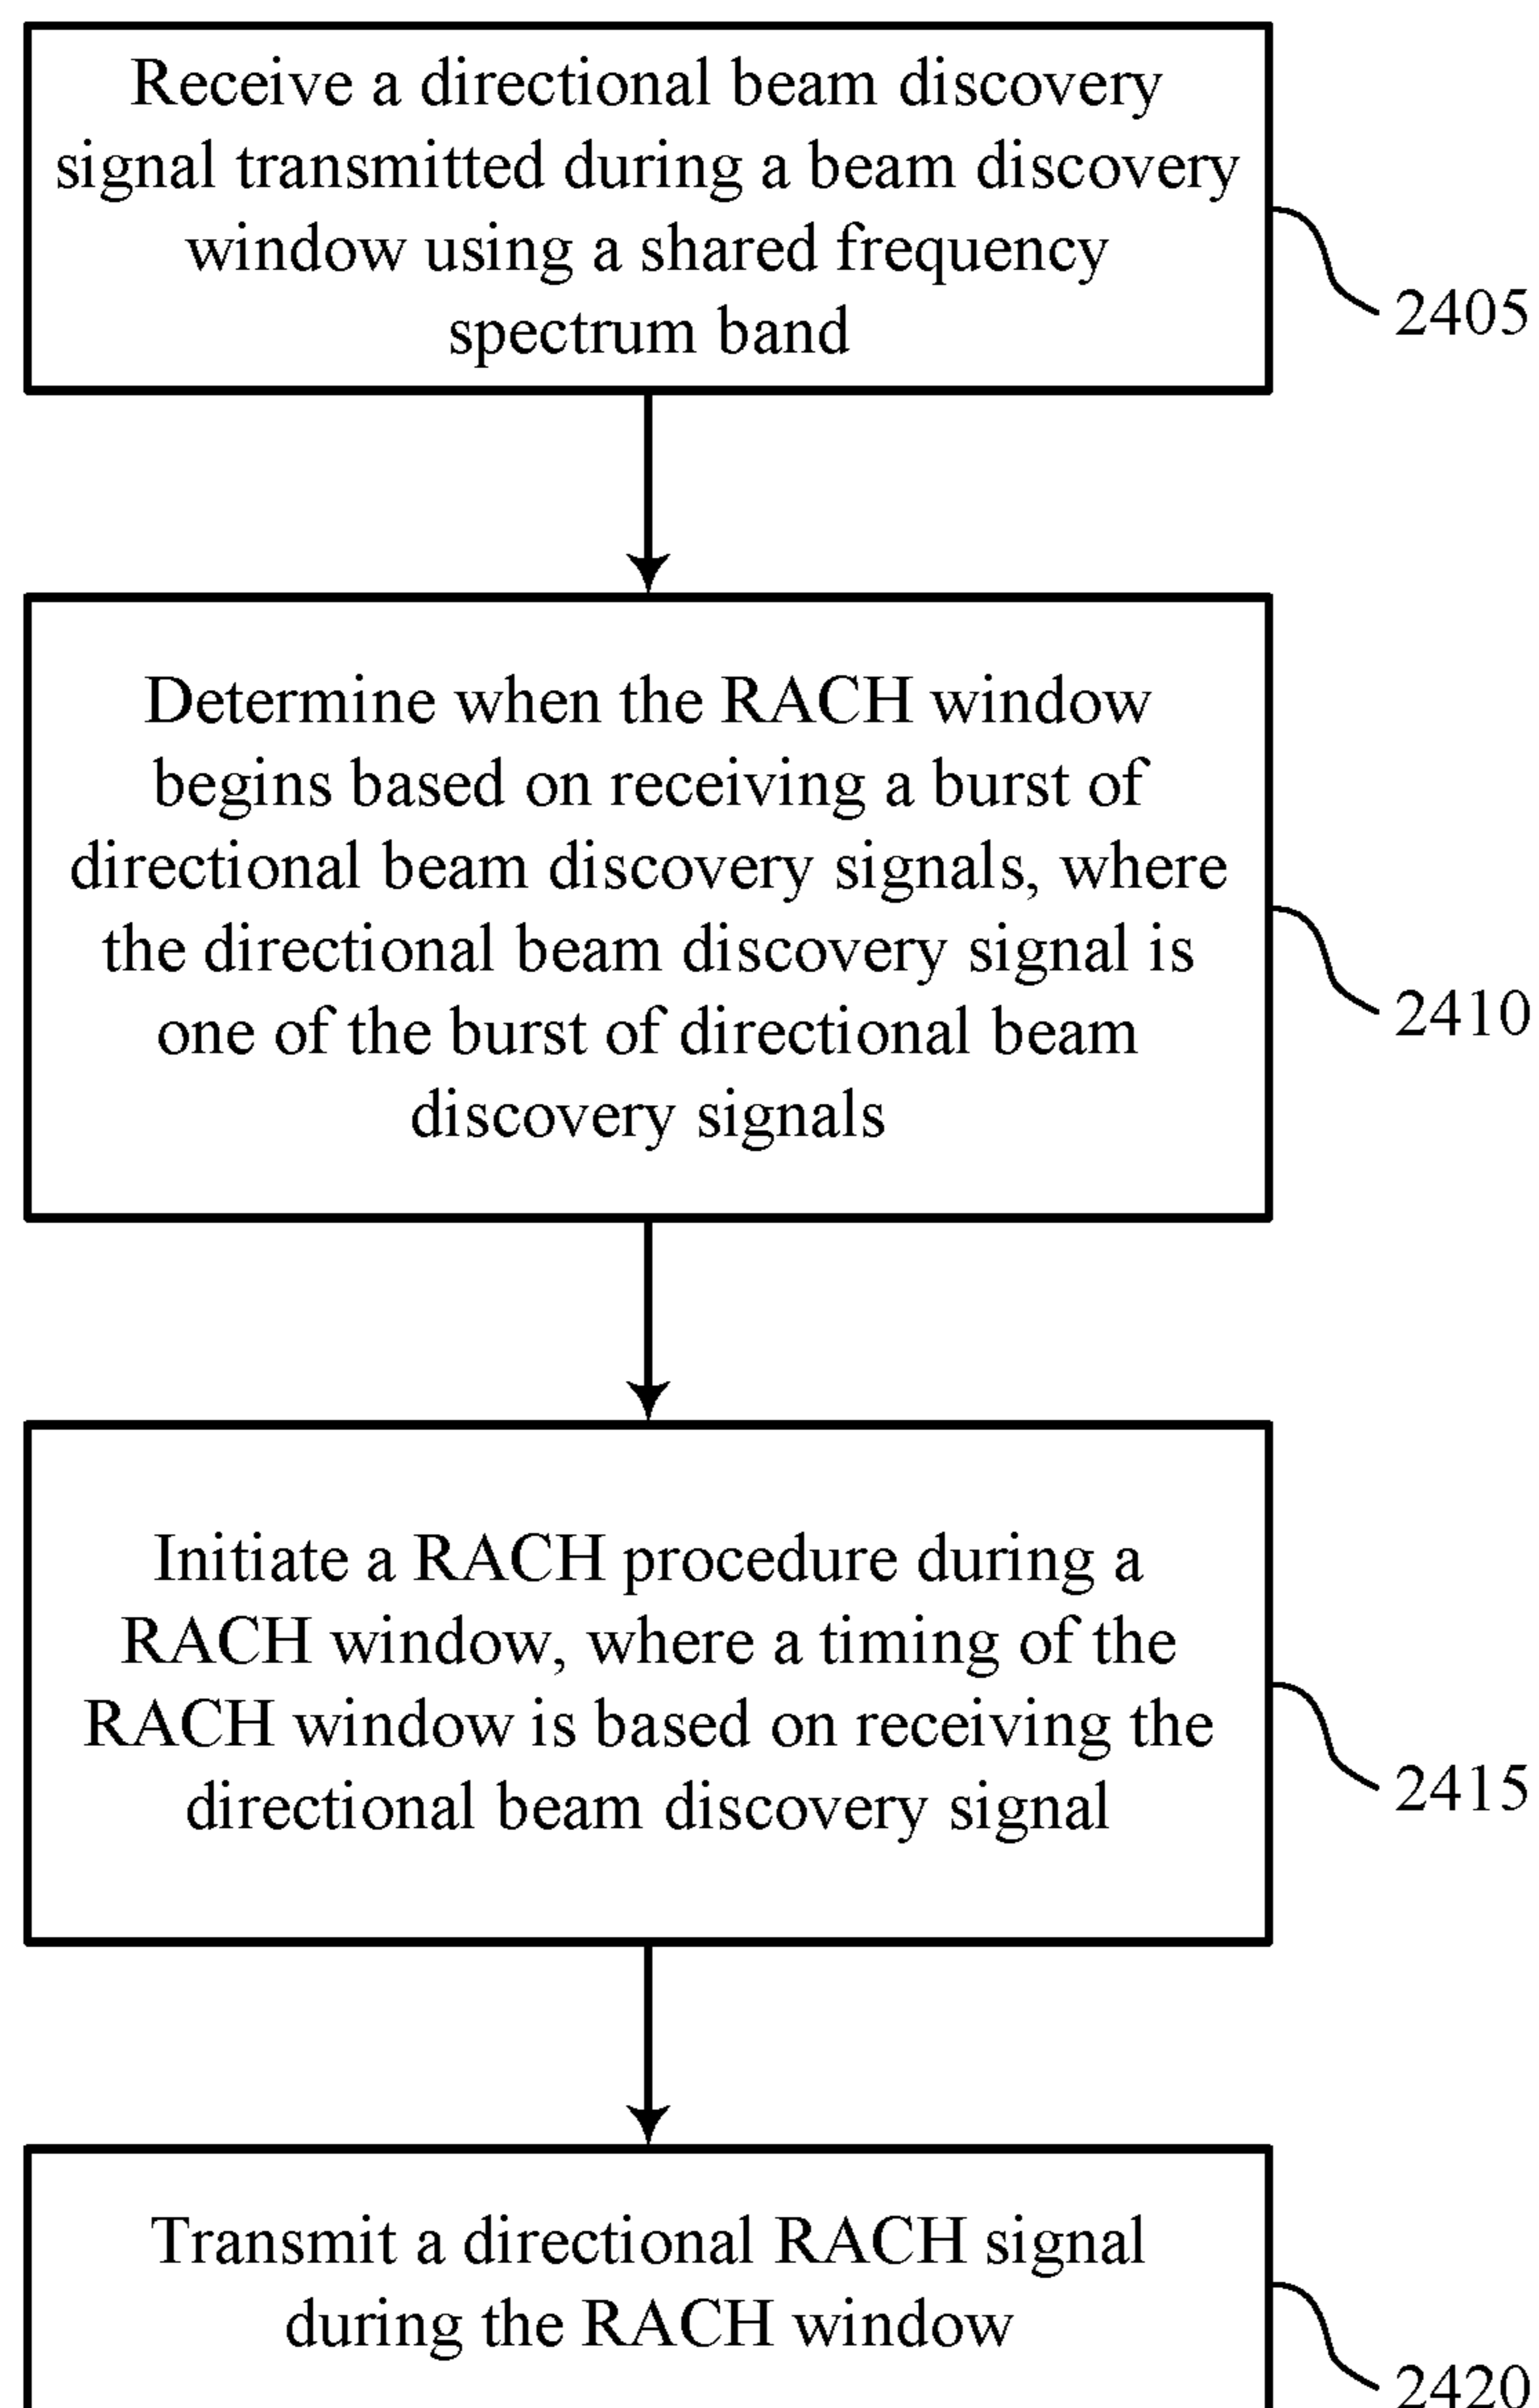 Receive a directional beam discovery
signal transmitted during a beam discovery
window using a shared frequency
spectrum band
2405
Determine when the RACH window
begins based on receiving a burst of
directional beam discovery signals, where
the directional beam discovery signal is
one of the burst of directional beam
discovery signals
2410
Initiate a RACH procedure during a
RACH window, where a timing of the
RACH window is based on receiving the
directional beam discovery signal
2415
Transmit a directional RACH signal
during the RACH window
2420